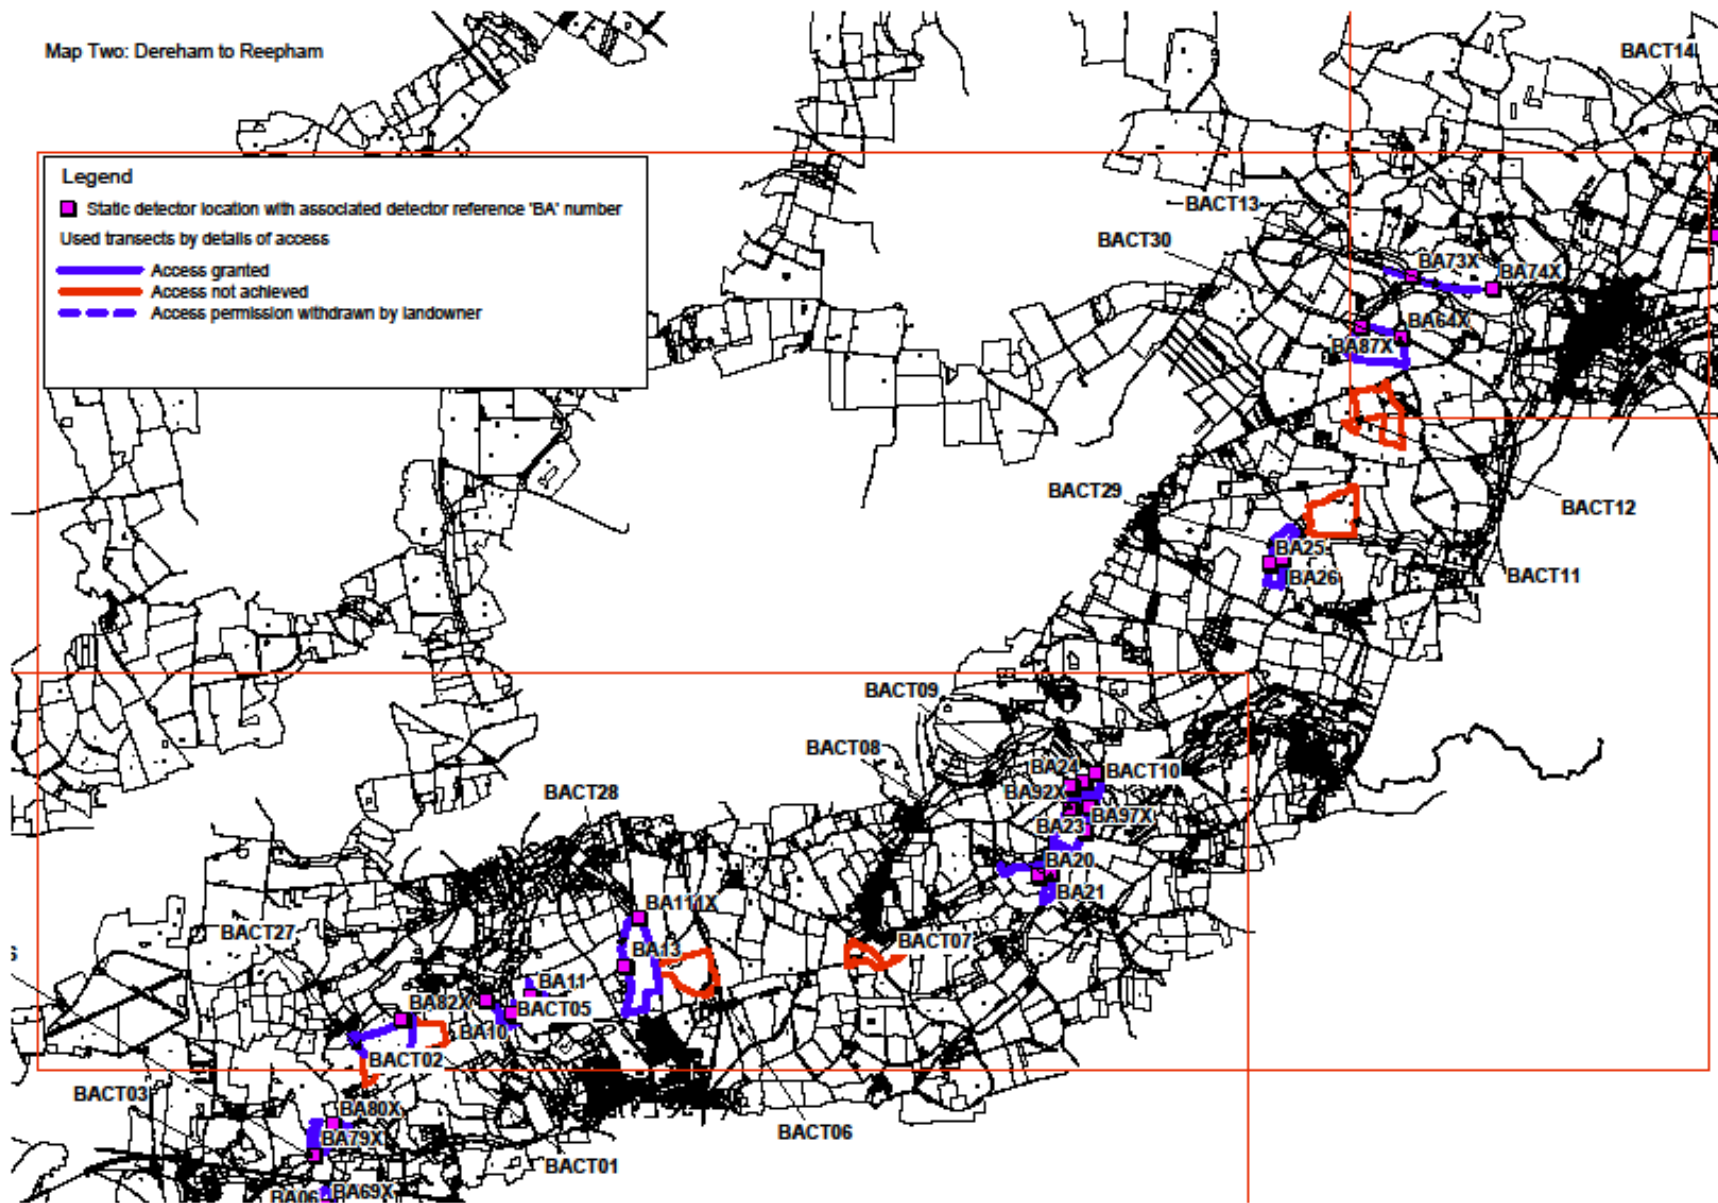 Map Two: Dereham to Reepham
BACT14
Legend
Static detector location with associated detector reference 'BA' number
Used transects by details of access
Access granted
Access not achieved
Access permission withdrawn by landowner
BACT13
BACT30
BA73X
BA74X
BA64X
BA87X
BACT29
BACT12
BA25
BA26
BACT11
BACT09
BACT08
BA24
BACT10
BA92X
BA97X
BA23
BACT28
BA20
BA21
BA111X
BACT27
BA13
BACT07
BA11
BA82X
BACT05
BA10
BACT02
BACT03
BA80X
BA79X
BACT06
BACT01
BA06
BA69X